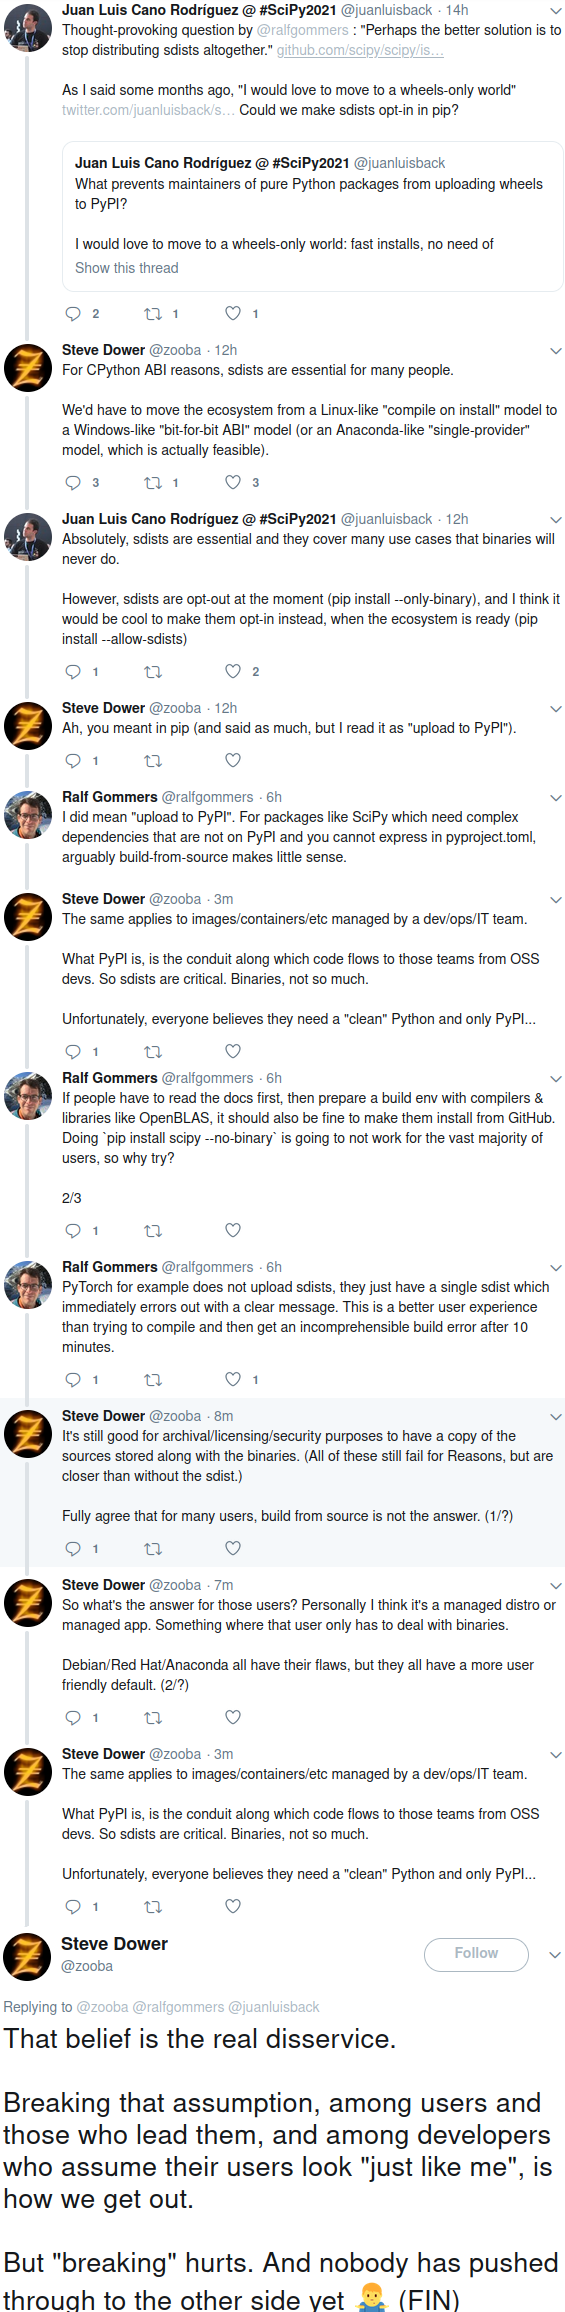 Juan Luis Cano Rodríguez @ #SciPy2021 @juanluisback · 14h
Thought-provoking question by @ralfgommers : "Perhaps the better solution is to
stop distributing sdists altogether." github.com/scipy/scipy/is…
As I said some months ago, "I would love to move to a wheels-only world"
twitter.com/juanluisback/s… Could we make sdists opt-in in pip?
Juan Luis Cano Rodríguez @ #SciPy2021 @juanluisback
What prevents maintainers of pure Python packages from uploading wheels
to PyPI?
I would love to move to a wheels-only world: fast installs, no need of
Show this thread
2 1 1
Steve Dower @zooba · 12h
For CPython ABI reasons, sdists are essential for many people.
We'd have to move the ecosystem from a Linux-like "compile on install" model to
a Windows-like "bit-for-bit ABI" model (or an Anaconda-like "single-provider"
model, which is actually feasible).
3 1 3
Juan Luis Cano Rodríguez @ #SciPy2021 @juanluisback · 12h
Absolutely, sdists are essential and they cover many use cases that binaries will
never do.
However, sdists are opt-out at the moment (pip install --only-binary), and I think it
would be cool to make them opt-in instead, when the ecosystem is ready (pip
install --allow-sdists)
1 2
Steve Dower @zooba · 12h
Ah, you meant in pip (and said as much, but I read it as "upload to PyPI").
1
Ralf Gommers @ralfgommers · 6h
I did mean "upload to PyPI". For packages like SciPy which need complex
dependencies that are not on PyPI and you cannot express in pyproject.toml,
arguably build-from-source makes little sense.
Steve Dower @zooba · 3m
The same applies to images/containers/etc managed by a dev/ops/IT team.
What PyPI is, is the conduit along which code flows to those teams from OSS
devs. So sdists are critical. Binaries, not so much.
Unfortunately, everyone believes they need a "clean" Python and only PyPI...
1
Ralf Gommers @ralfgommers · 6h
If people have to read the docs first, then prepare a build env with compilers &
libraries like OpenBLAS, it should also be fine to make them install from GitHub.
Doing `pip install scipy --no-binary` is going to not work for the vast majority of
users, so why try?
2/3
1
Ralf Gommers @ralfgommers · 6h
PyTorch for example does not upload sdists, they just have a single sdist which
immediately errors out with a clear message. This is a better user experience
than trying to compile and then get an incomprehensible build error after 10
minutes.
1 1
Steve Dower @zooba · 8m
It's still good for archival/licensing/security purposes to have a copy of the
sources stored along with the binaries. (All of these still fail for Reasons, but are
closer than without the sdist.)
Fully agree that for many users, build from source is not the answer. (1/?)
1
Steve Dower @zooba · 7m
So what's the answer for those users? Personally I think it's a managed distro or
managed app. Something where that user only has to deal with binaries.
Debian/Red Hat/Anaconda all have their flaws, but they all have a more user
friendly default. (2/?)
1
Steve Dower @zooba · 3m
The same applies to images/containers/etc managed by a dev/ops/IT team.
What PyPI is, is the conduit along which code flows to those teams from OSS
devs. So sdists are critical. Binaries, not so much.
Unfortunately, everyone believes they need a "clean" Python and only PyPI...
1
Steve Dower
@zooba
Follow
Replying to @zooba @ralfgommers @juanluisback
That belief is the real disservice.
Breaking that assumption, among users and
those who lead them, and among developers
who assume their users look "just like me", is
how we get out.
But "breaking" hurts. And nobody has pushed
through to the other side yet 🤷‍♂️ (FIN)